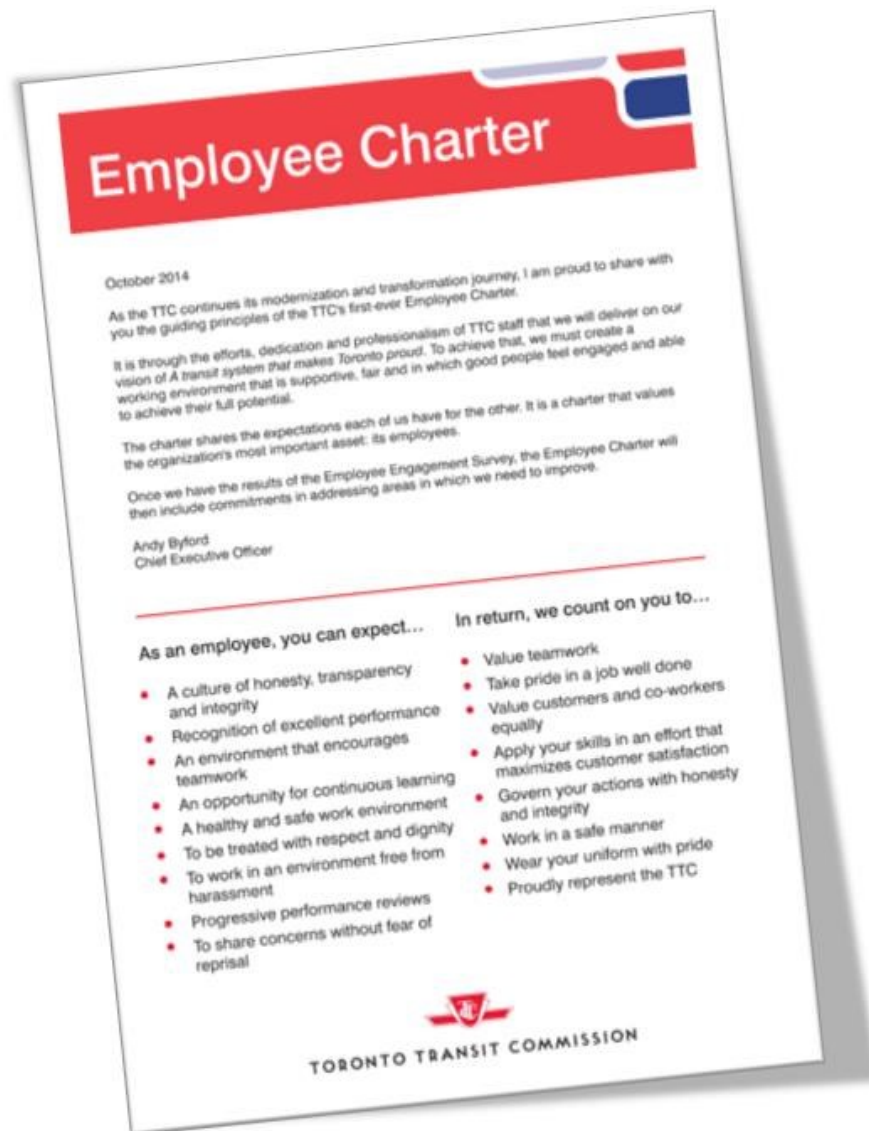 Employee Charter
October 2014
As the TTC continues its modernization and transformation journey, I am proud to share with
you the guiding principles of the TTC's first-ever Employee Charter.
It is through the efforts, dedication and professionalism of TTC staff that we will deliver on our
vision of A transit system that makes Toronto proud. To achieve that, we must create a
working environment that is supportive, fair and in which good people feel engaged and able
to achieve their full potential.
The charter shares the expectations each of us have for the other. It is a charter that values
the organization's most important asset: its employees.
Once we have the results of the Employee Engagement Survey, the Employee Charter will
then include commitments in addressing areas in which we need to improve.
Andy Byford
Chief Executive Officer
As an employee, you can expect...
• A culture of honesty, transparency
and integrity
• Recognition of excellent performance
• An environment that encourages
teamwork
• An opportunity for continuous learning
• A healthy and safe work environment
• To be treated with respect and dignity
• To work in an environment free from
harassment
• Progressive performance reviews
• To share concerns without fear of
reprisal
In return, we count on you to...
• Value teamwork
• Take pride in a job well done
• Value customers and co-workers
equally
• Apply your skills in an effort that
maximizes customer satisfaction
• Govern your actions with honesty
and integrity
• Work in a safe manner
• Wear your uniform with pride
• Proudly represent the TTC
TTC
TORONTO TRANSIT COMMISSION